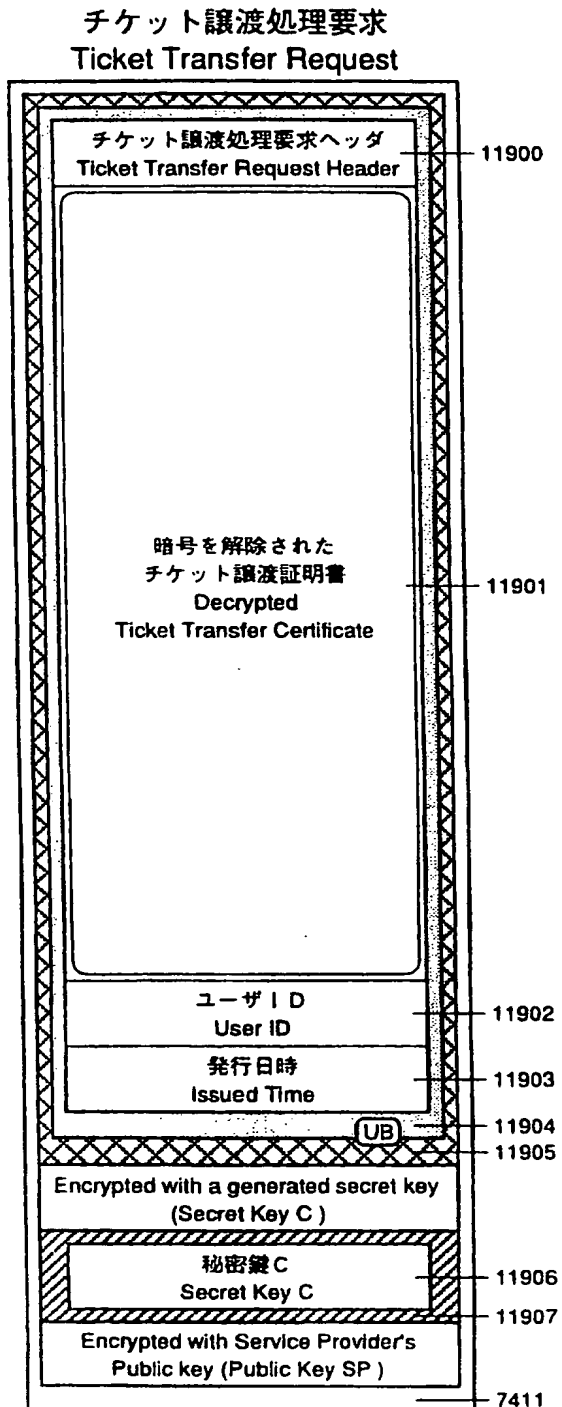 チケット譲渡処理要求
Ticket Transfer Request
チケット譲渡処理要求ヘッダ
Ticket Transfer Request Header
11900
暗号を解除された
チケット譲渡証明書
Decrypted
Ticket Transfer Certificate
11901
ユーザID
User ID
11902
発行日時
Issued Time
11903
UB
11904
11905
Encrypted with a generated secret key
(Secret Key C )
秘密鍵C
Secret Key C
11906
11907
Encrypted with Service Provider's
Public key (Public Key SP )
7411